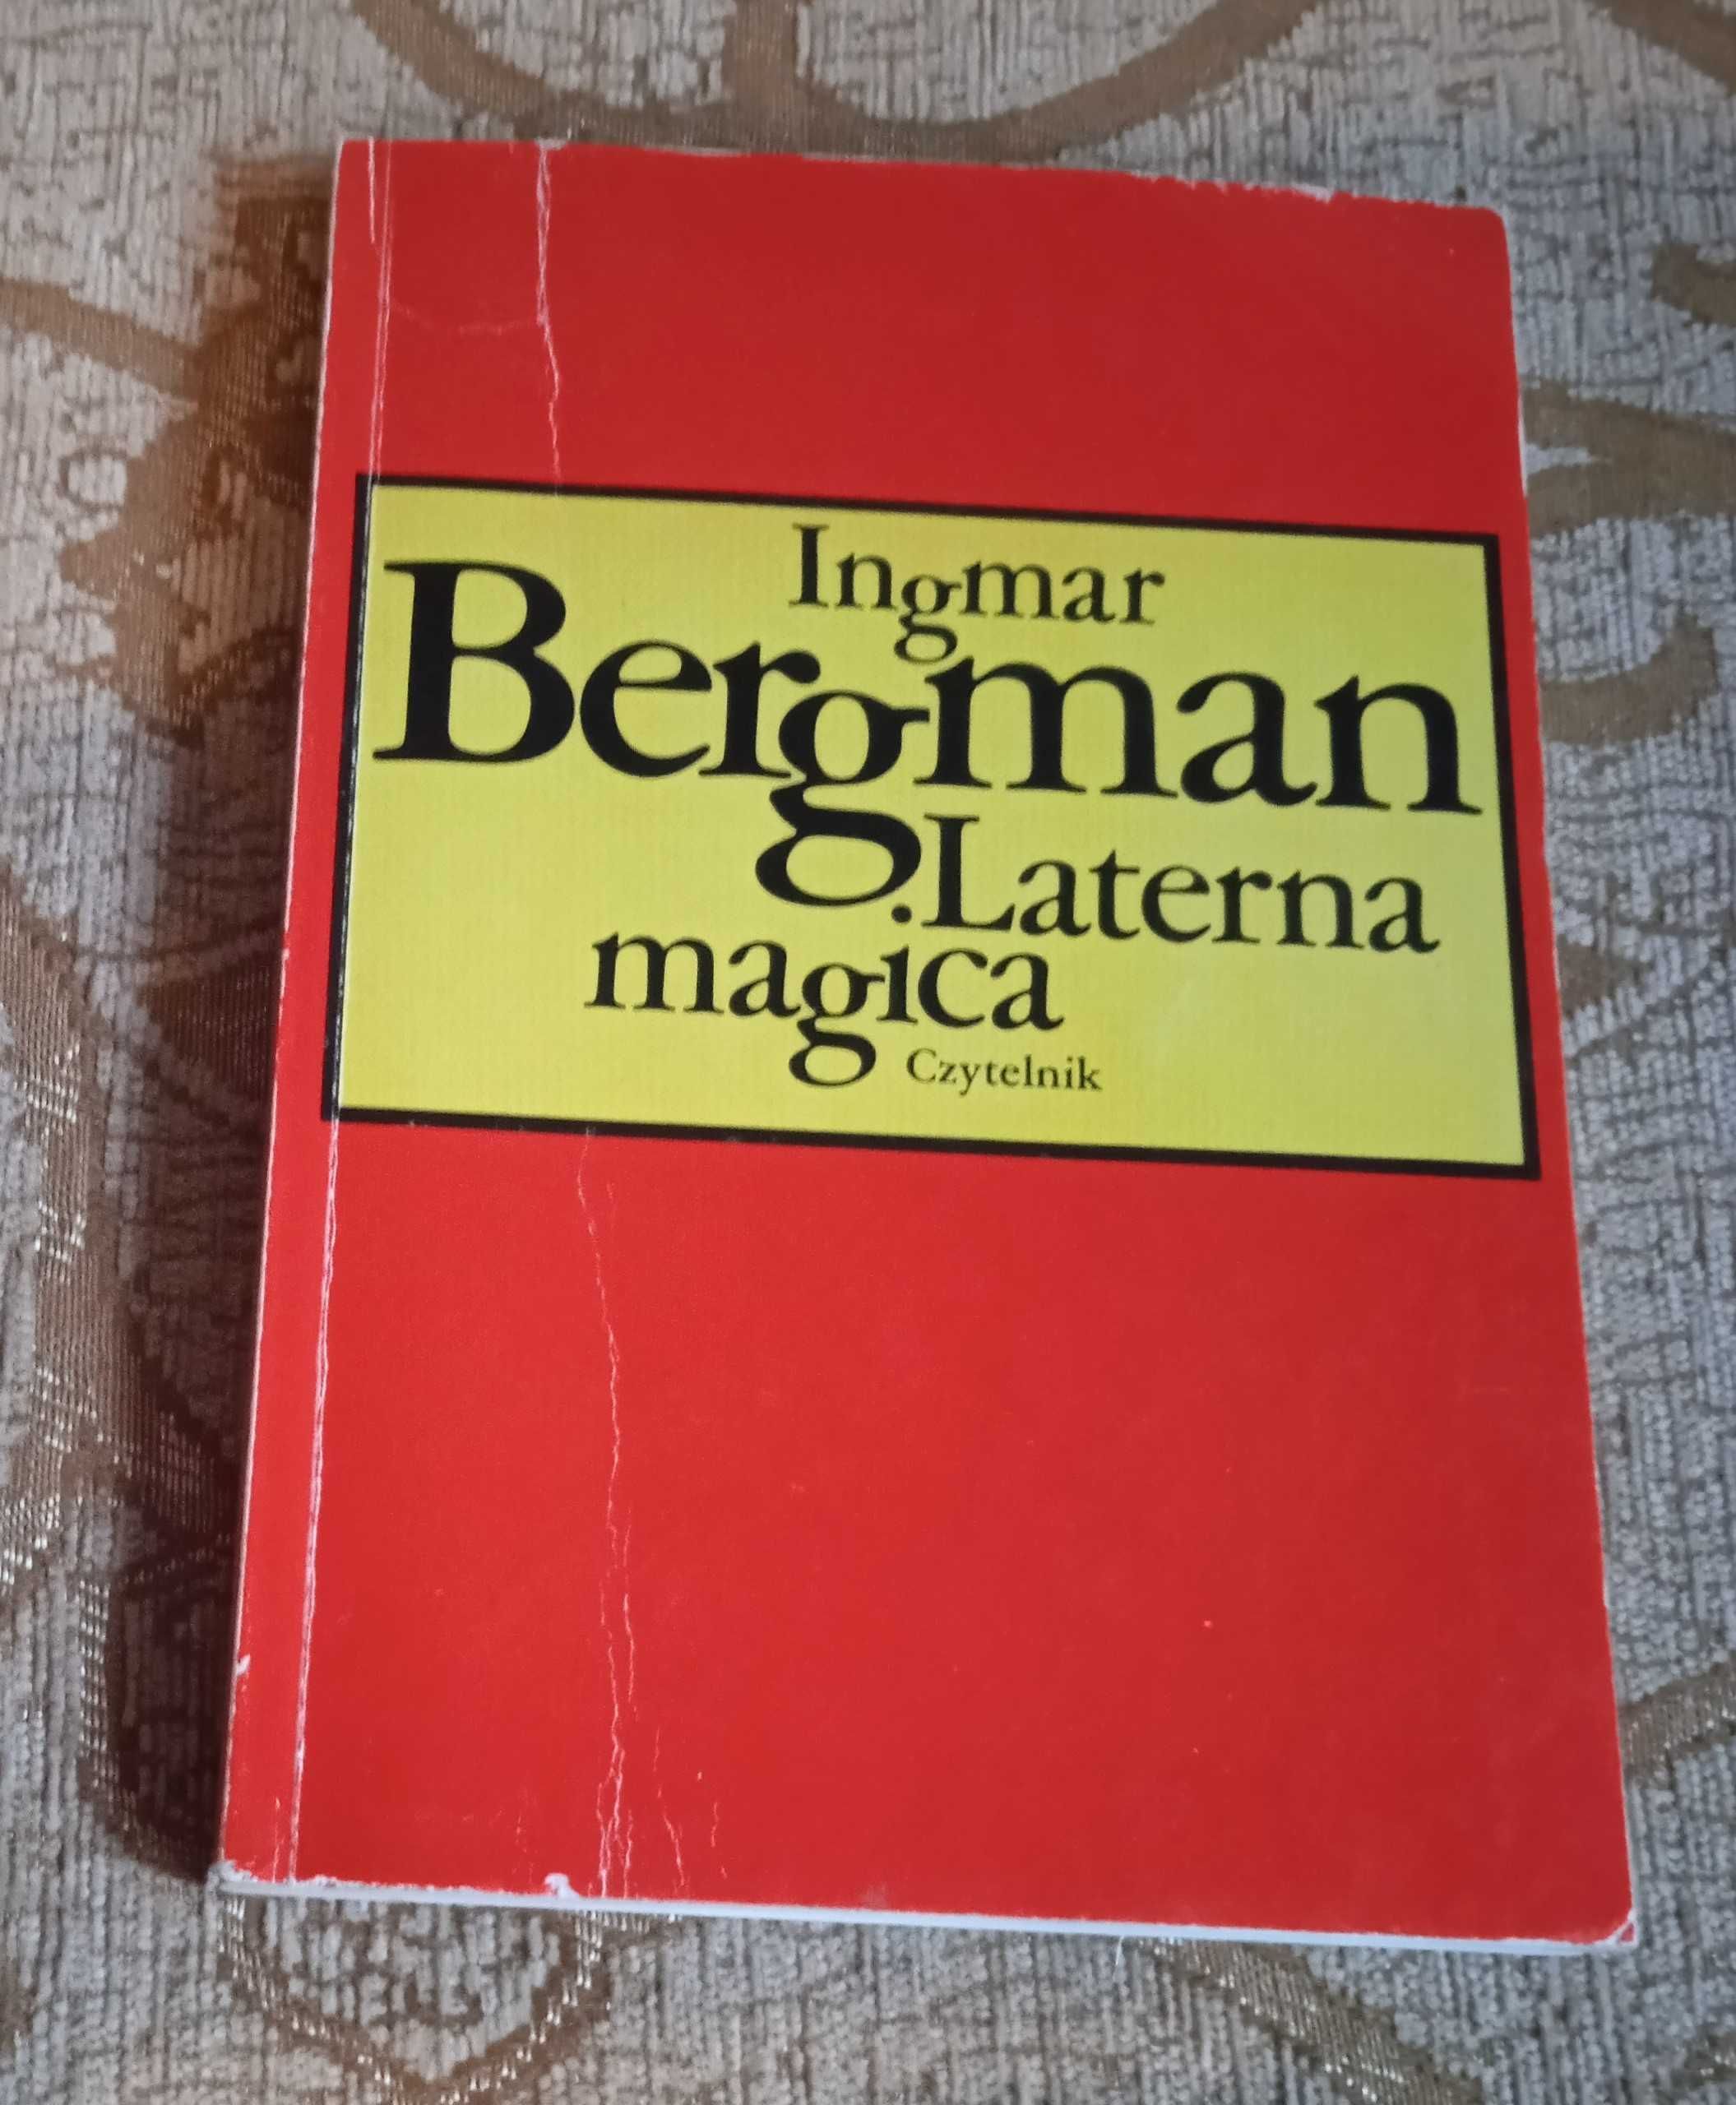 Ingmar
Bergman
.Laterna
magica
Czytelnik